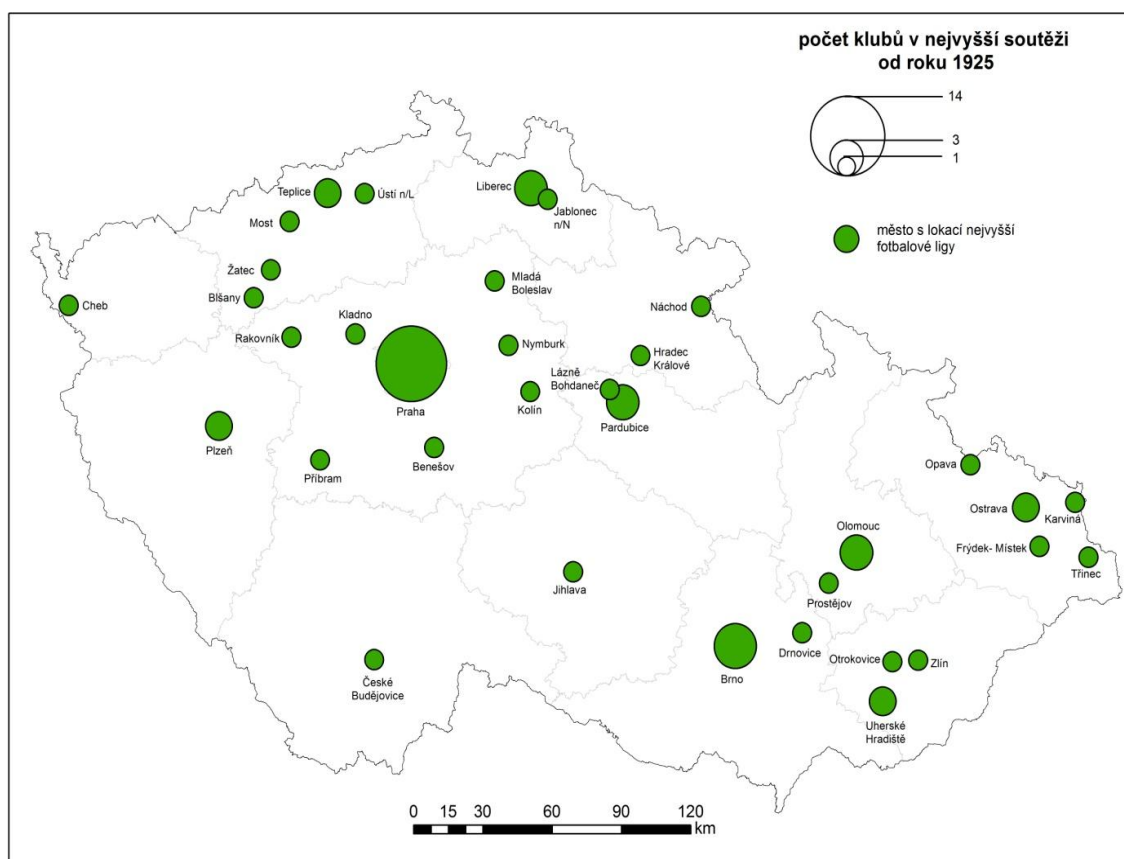 počet klubů v nejvyšší soutěži
od roku 1925
14
3
1
město s lokací nejvyšší
fotbalové ligy
Teplice
Ústí n/L
Liberec
Jablonec
n/N
Most
Žatec
Blšany
Cheb
Mladá
Boleslav
Náchod
Kladno
Rakovník
Nymburk
Hradec
Králové
Lázně
Bohdaneč
Praha
Kolín
Pardubice
Plzeň
Příbram
Benešov
Opava
Ostrava
Karviná
Olomouc
Frýdek- Místek
Třinec
Jihlava
Prostějov
Drnovice
Otrokovice
Zlín
České
Budějovice
Brno
Uherské
Hradiště
0 15 30 60 90 120
km